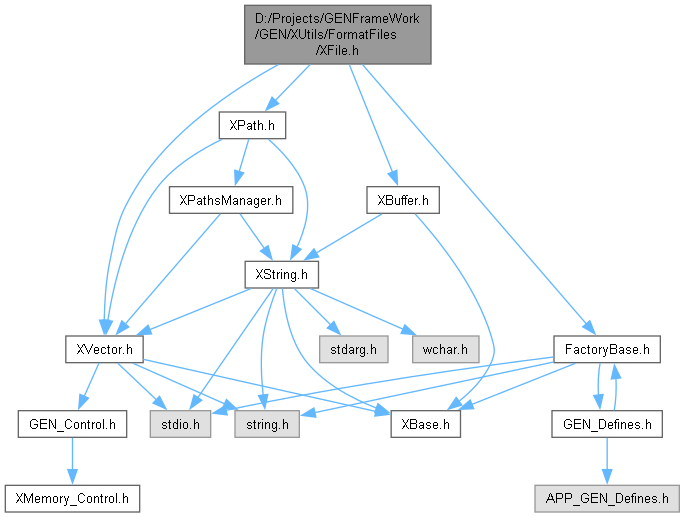 D:/Projects/GENFrameWork
/GEN/XUtils/FormatFiles
/XFile.h
XPath.h
XPathsManager.h
XBuffer.h
XString.h
XVector.h
stdarg.h
wchar.h
FactoryBase.h
GEN_Control.h
stdio.h
string.h
XBase.h
GEN_Defines.h
XMemory_Control.h
APP_GEN_Defines.h